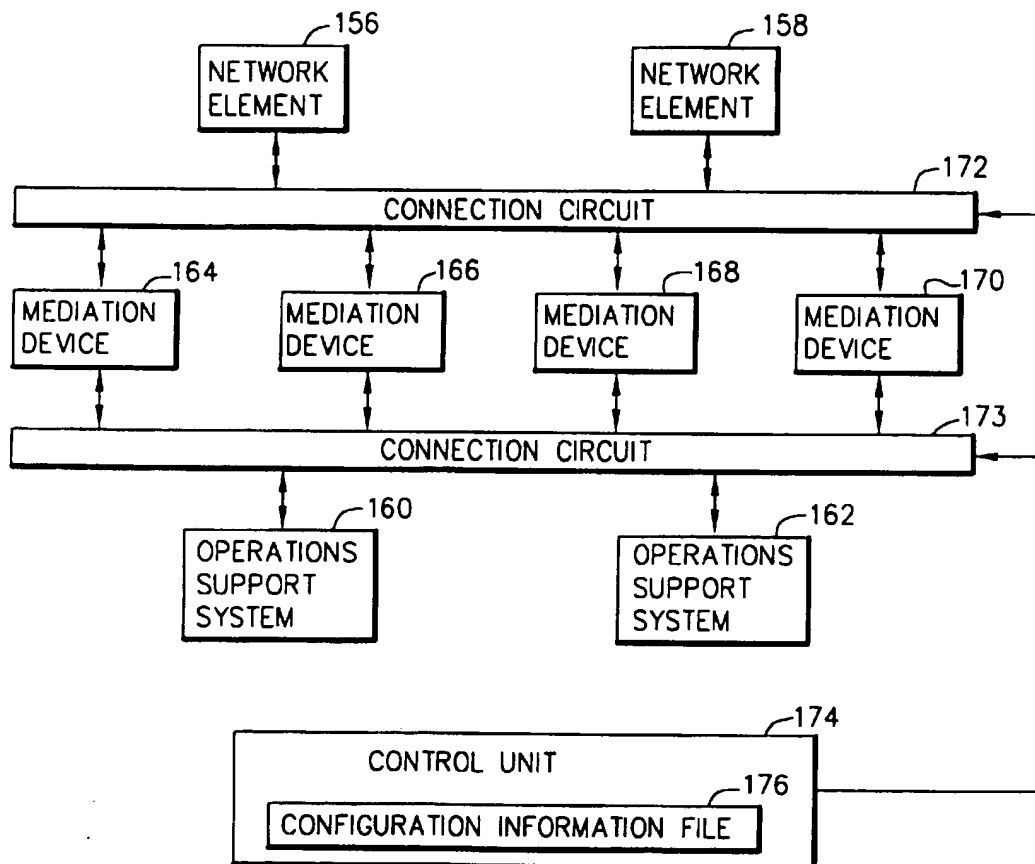 156
158
NETWORK
ELEMENT
NETWORK
ELEMENT
172
CONNECTION CIRCUIT
164
166
168
170
MEDIATION
DEVICE
MEDIATION
DEVICE
MEDIATION
DEVICE
MEDIATION
DEVICE
173
CONNECTION CIRCUIT
160
162
OPERATIONS
SUPPORT
SYSTEM
OPERATIONS
SUPPORT
SYSTEM
174
CONTROL UNIT
176
CONFIGURATION INFORMATION FILE